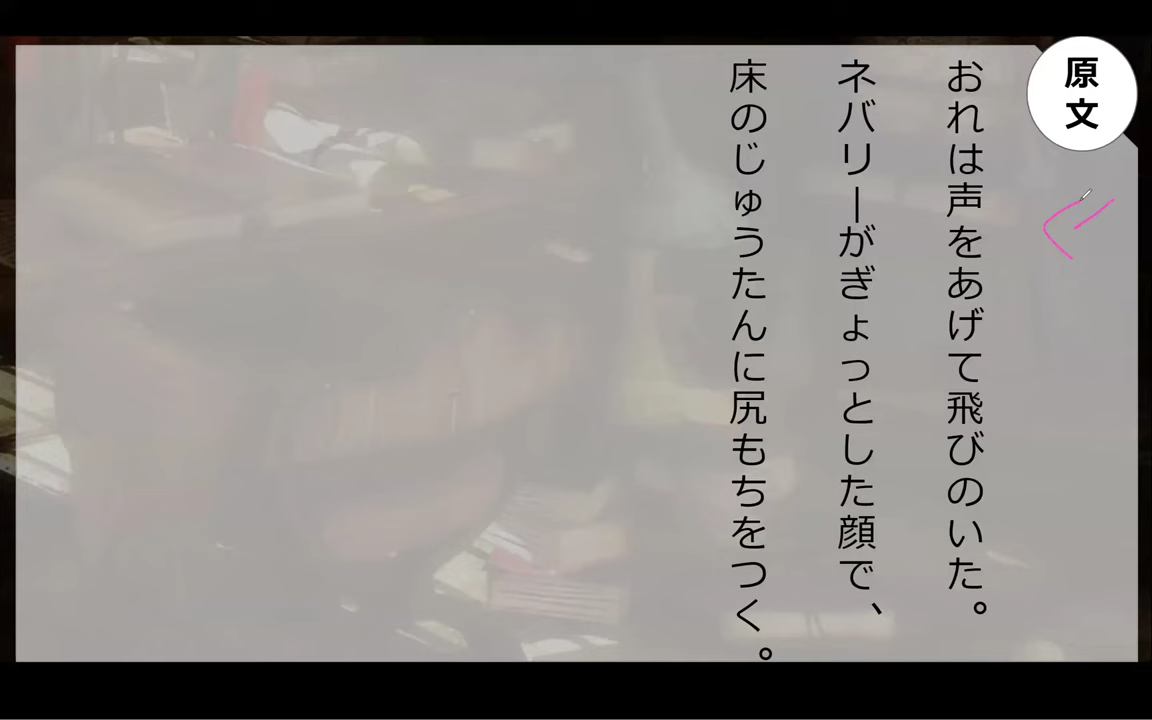 原文
おれは声をあげて飛びのいた。
ネバリーがぎょっとした顔で、
床のじゅうたんに尻もちをつく。